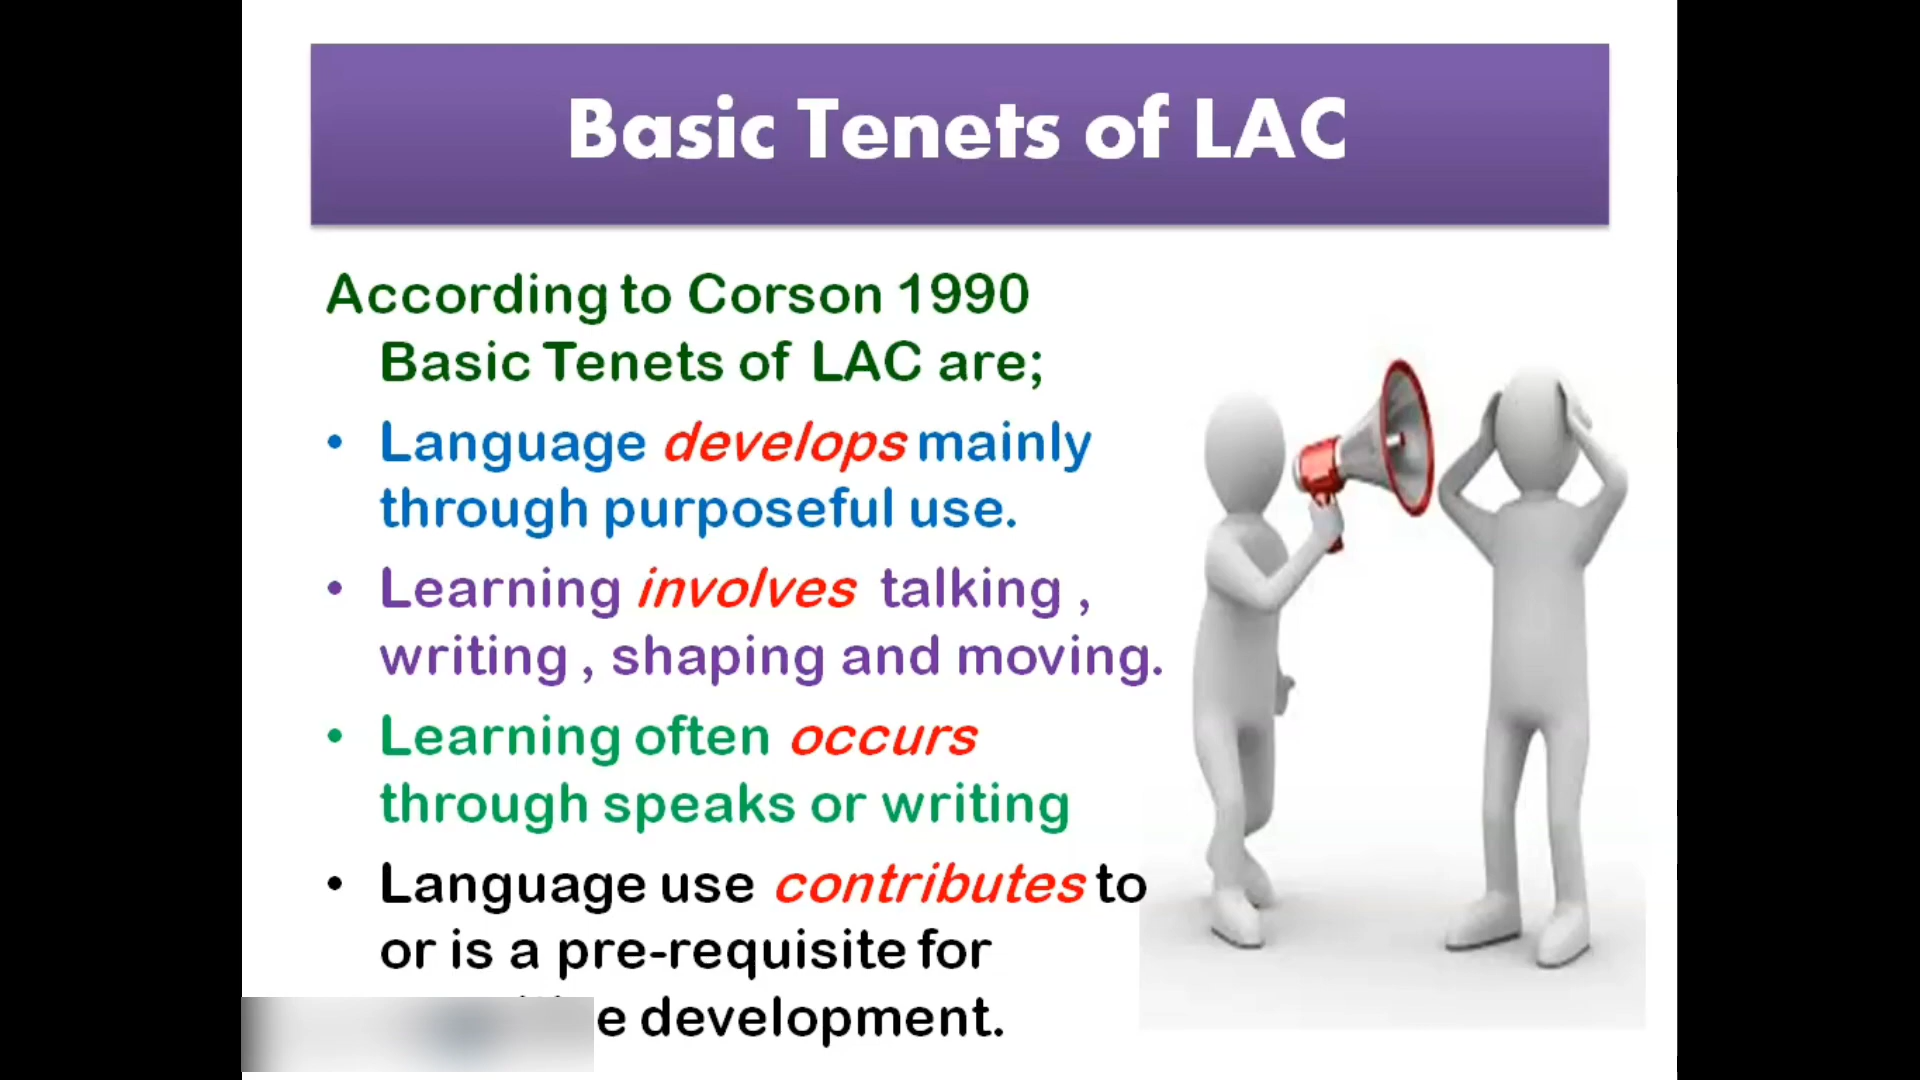 Basic Tenets of LAC
According to Corson 1990
Basic Tenets of LAC are;
• Language develops mainly
through purposeful use.
• Learning involves talking ,
writing , shaping and moving.
• Learning often occurs
through speaks or writing
• Language use contributes to
or is a pre-requisite for
development.